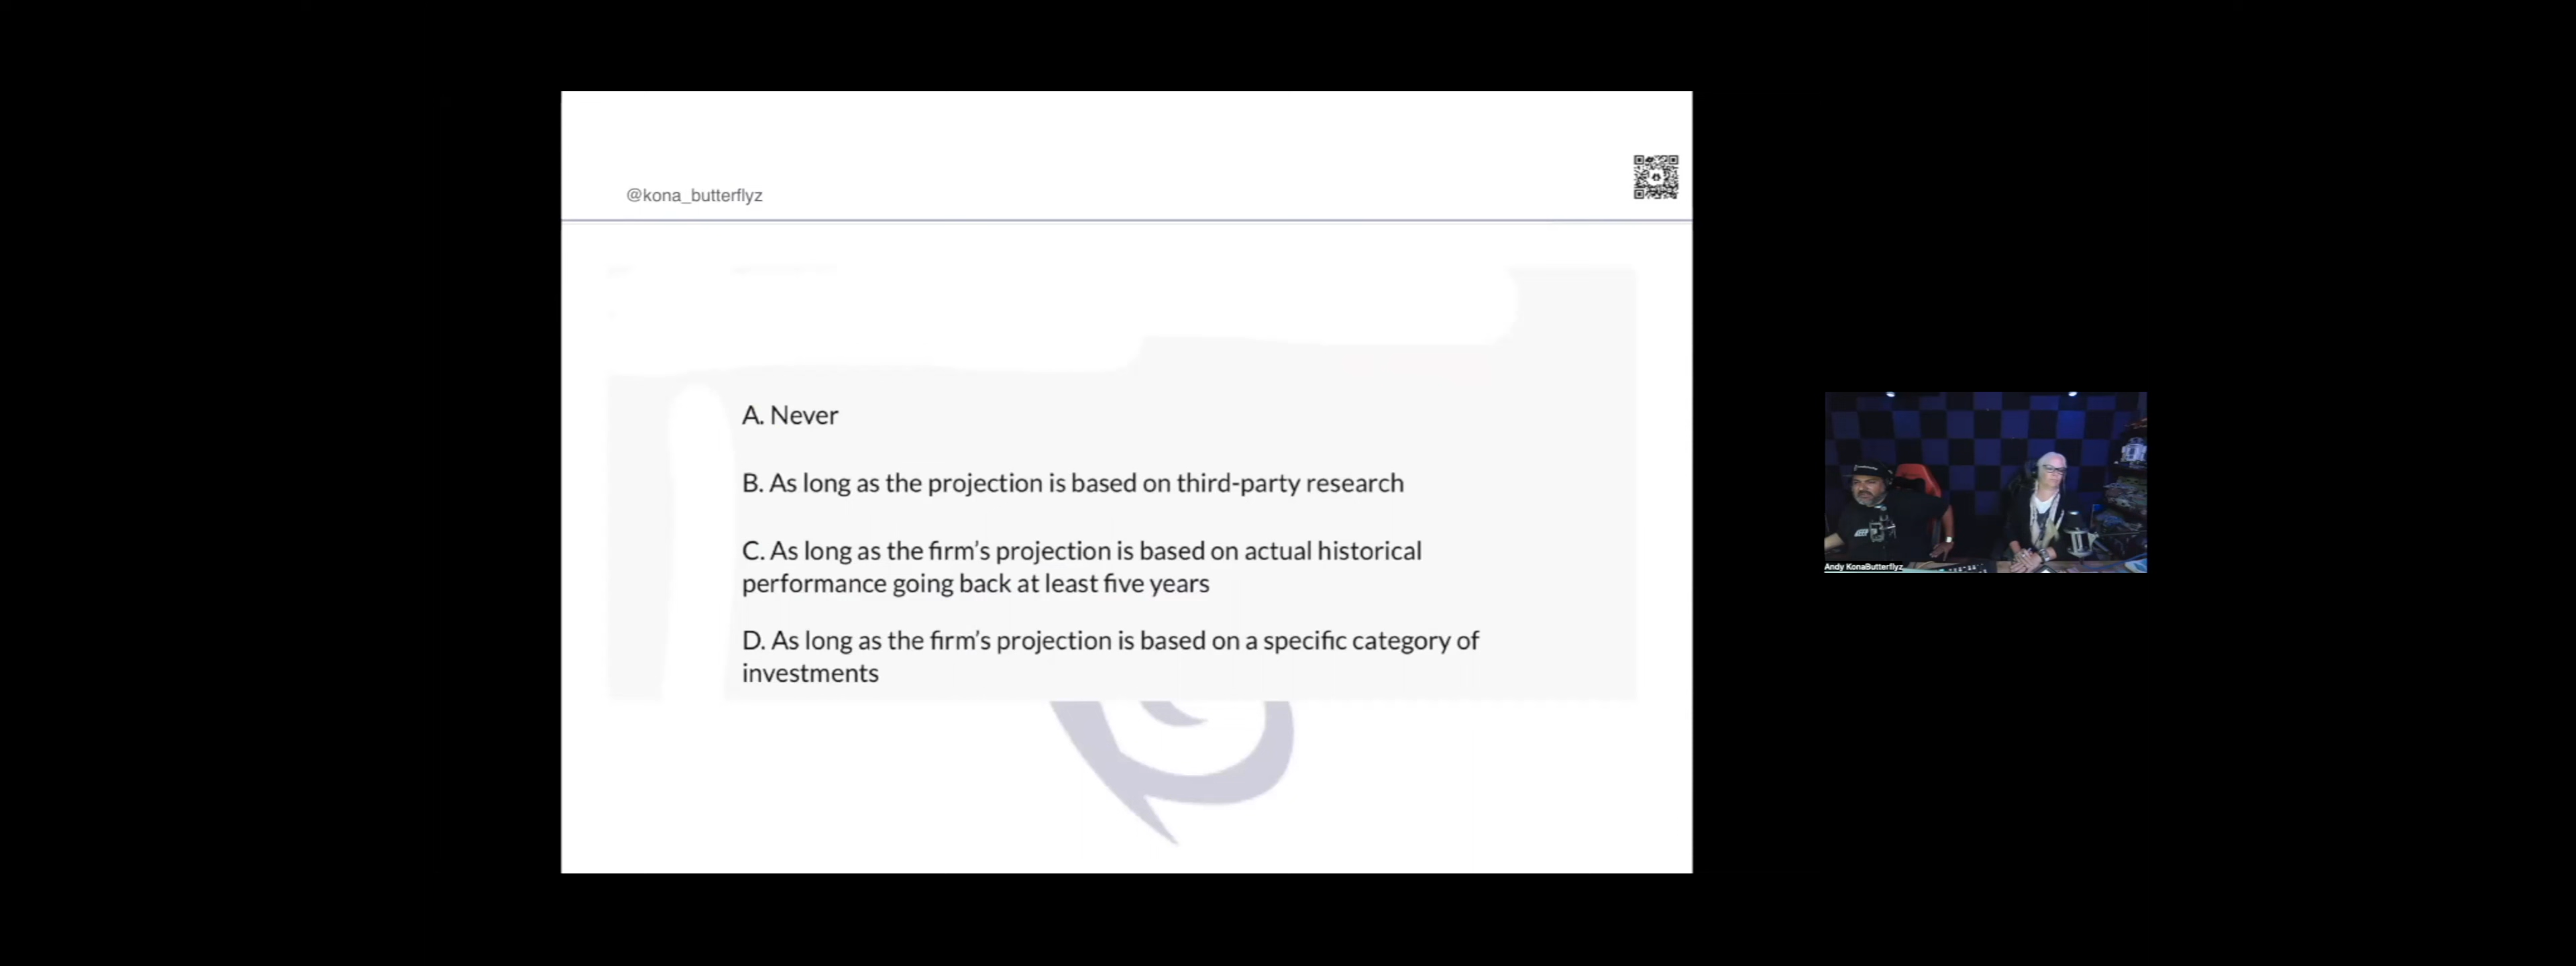 @kona_butterflyz
A. Never
B. As long as the projection is based on third-party research
C. As long as the firm's projection is based on actual historical
performance going back at least five years
D. As long as the firm's projection is based on a specific category of
investments
Andy KonaButterflyz